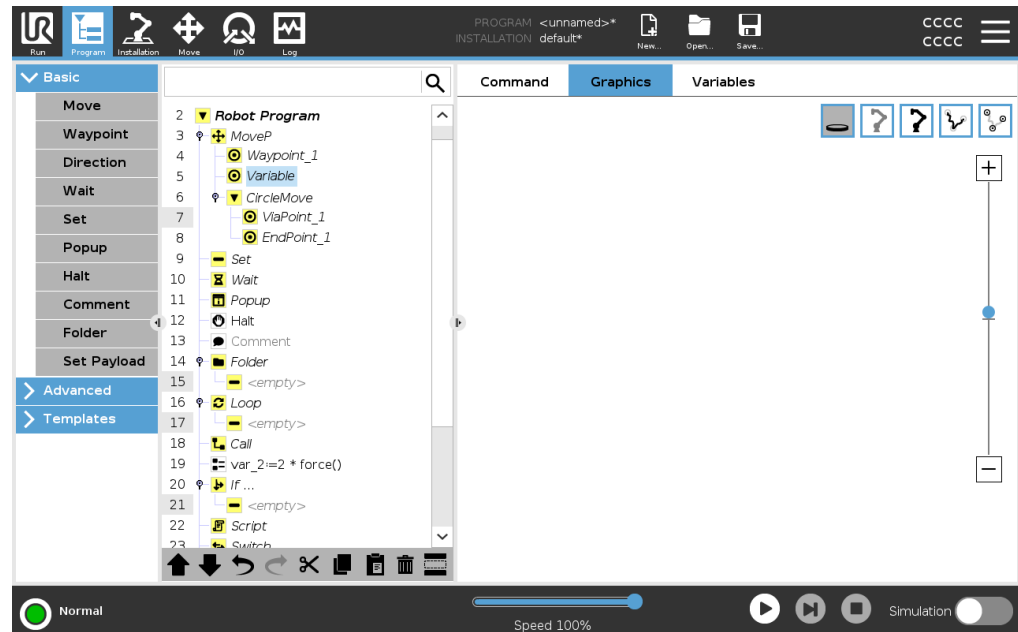 PROGRAM <unnamed>*
INSTALLATION default*
CCCC
CCCC
Run
Program
Installation
Move
I/O
Log
New...
Open...
Save...
Basic
Move
Waypoint
Direction
Wait
Set
Popup
Halt
Comment
Folder
Set Payload
Advanced
Templates
2 Robot Program
3 MoveP
4 Waypoint_1
5 Variable
6 CircleMove
7 ViaPoint_1
8 EndPoint_1
9 Set
10 Wait
11 Popup
12 Halt
13 Comment
14 Folder
15 <empty>
16 Loop
17 <empty>
18 Call
19 var_2:=2 * force()
20 If ...
21 <empty>
22 Script
23 Switch
Command Graphics Variables
Normal
Speed 100%
Simulation